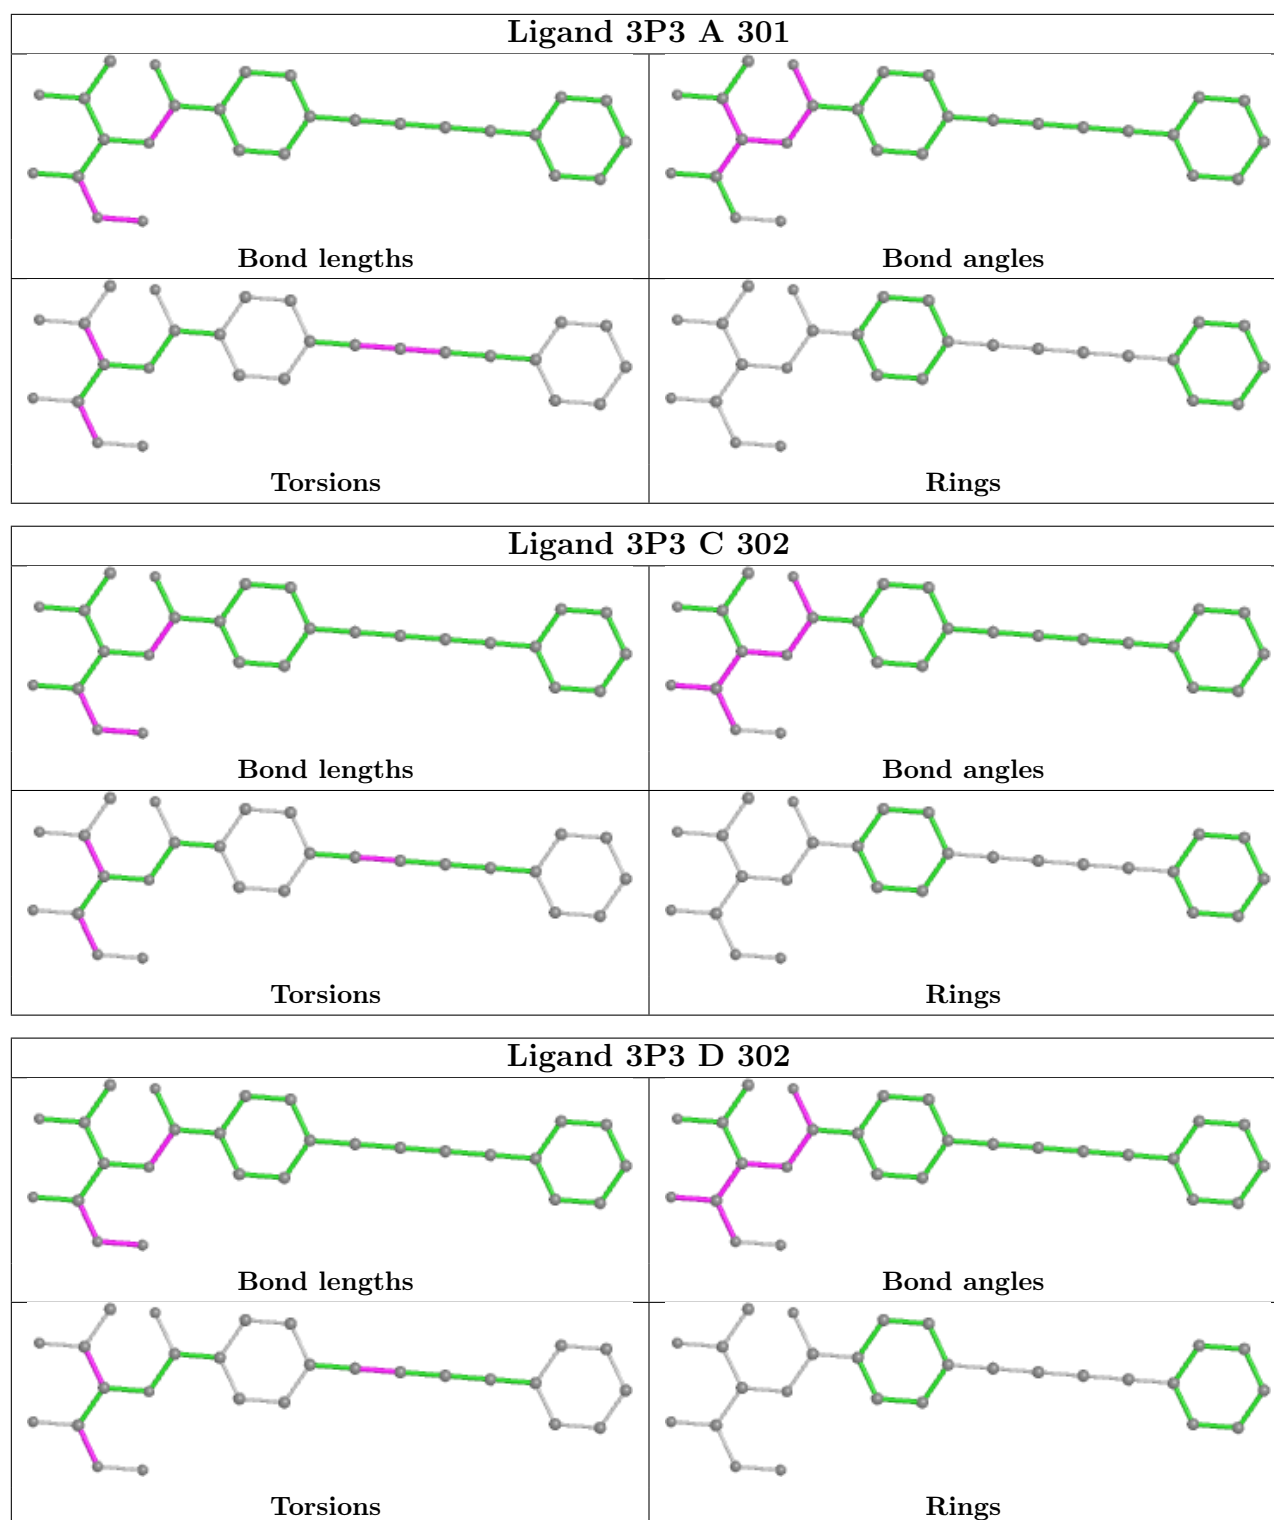 Ligand 3P3 A 301
Bond lengths
Bond angles
Torsions
Rings
Ligand 3P3 C 302
Bond lengths
Bond angles
Torsions
Rings
Ligand 3P3 D 302
Bond lengths
Bond angles
Torsions
Rings